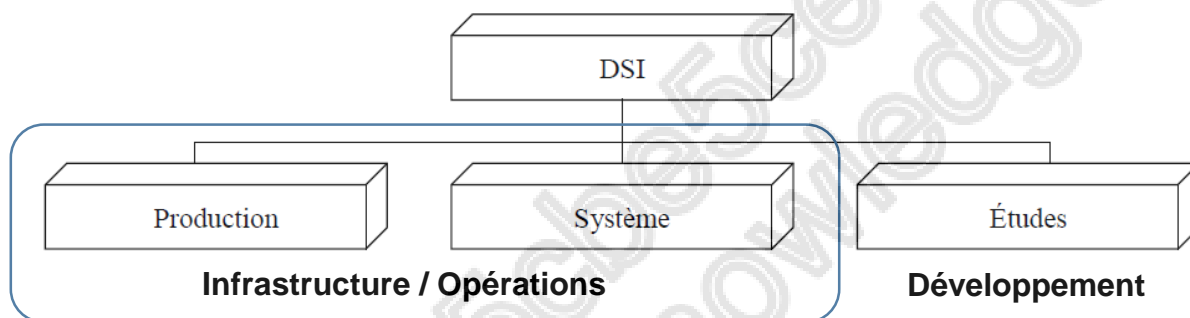 DSI
Production
Système
Études
Infrastructure / Opérations
Développement